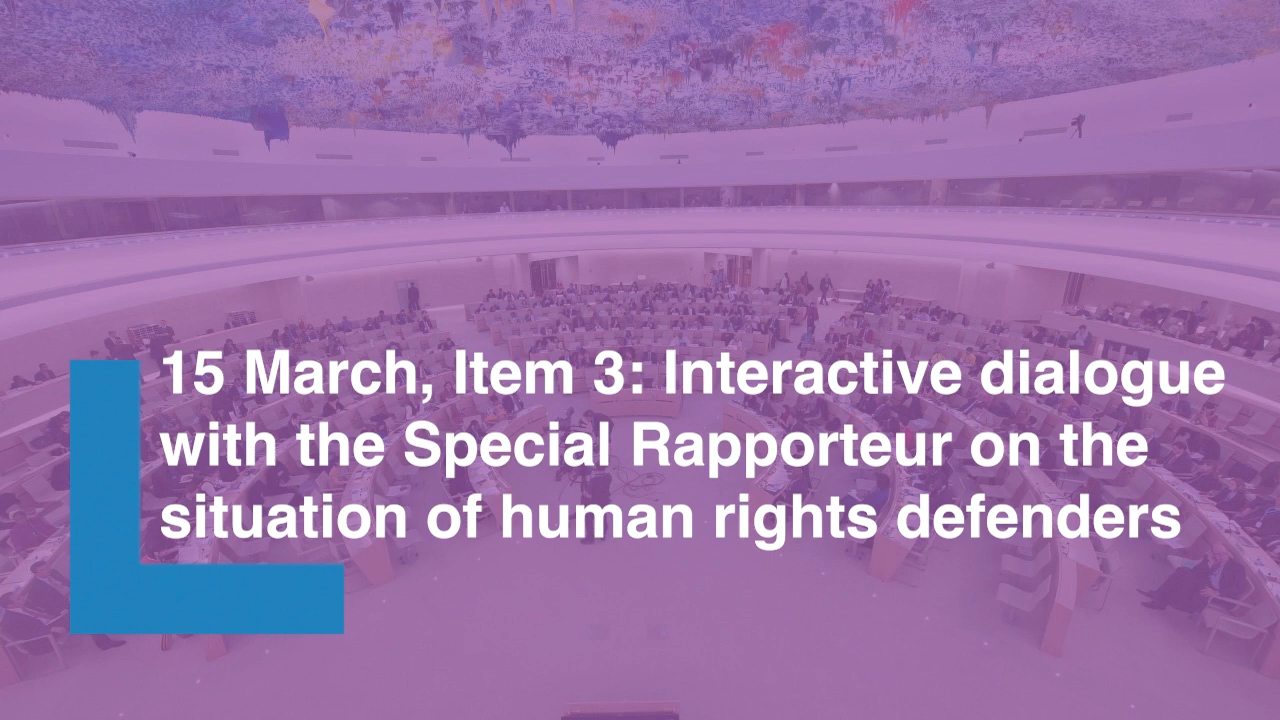 15 March, Item 3: Interactive dialogue
with the Special Rapporteur on the
situation of human rights defenders